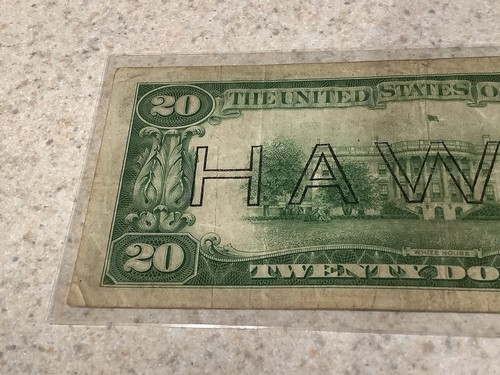 20 THE UNITED STATES O
HAW
WHITE HOUSE
20 TWENTY DO